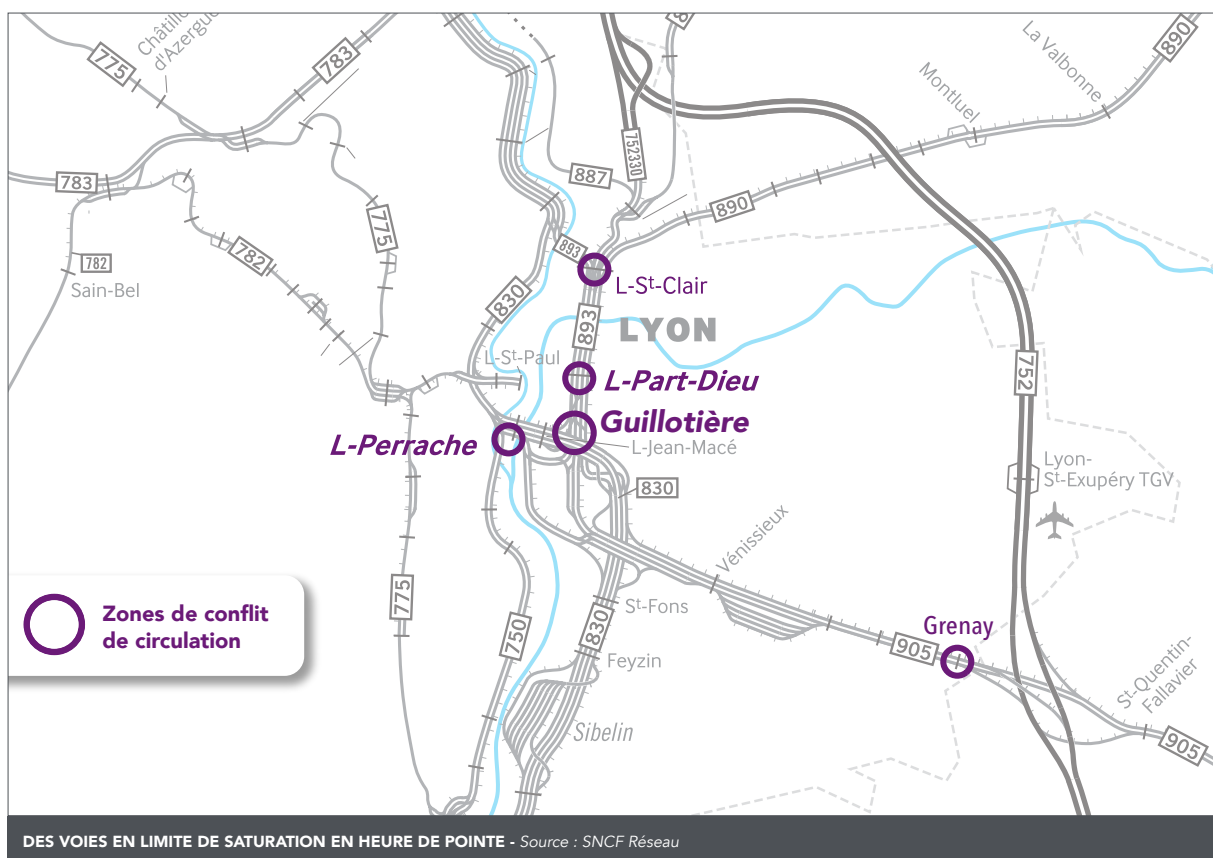 775
Châtillon
d'Azergues
783
890
La Valbonne
Montluel
752330
887
783
890
775
782
893
782
Sain-Bel
830
L-St-Clair
893
LYON
L-St-Paul
L-Part-Dieu
752
Guillotière
L-Perrache
L-Jean-Macé
Lyon-
St-Exupéry TGV
830
Vénissieux
775
750
St-Fons
830
Zones de conflit
de circulation
Grenay
905
Feyzin
St-Quentin-
Fallavier
Sibelin
905
DES VOIES EN LIMITE DE SATURATION EN HEURE DE POINTE - Source : SNCF Réseau